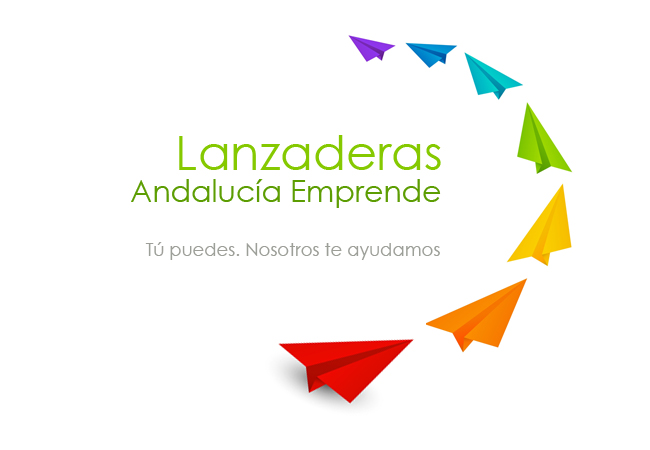 Lanzaderas
Andalucía Emprende
Tú puedes. Nosotros te ayudamos